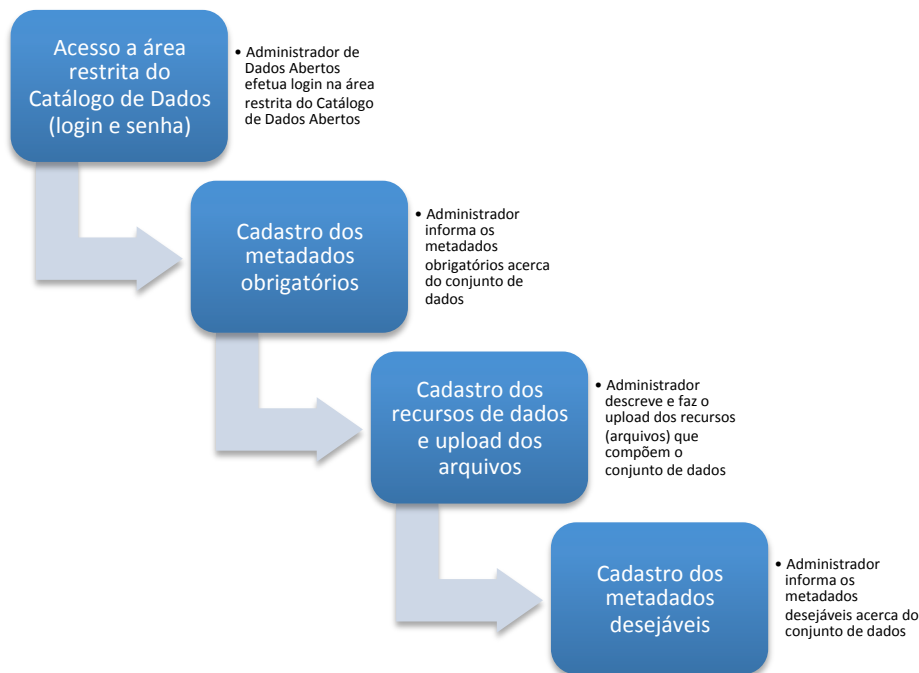 Acesso a área
restrita do
Catálogo de Dados
(login e senha)
• Administrador de
Dados Abertos
efetua login na área
restrita do Catálogo
de Dados Abertos
Cadastro dos
metadados
obrigatórios
• Administrador
informa os
metadados
obrigatórios acerca
do conjunto de
dados
Cadastro dos
recursos de dados
e upload dos
arquivos
• Administrador
descreve e faz o
upload dos recursos
(arquivos) que
compõem o
conjunto de dados
Cadastro dos
metadados
desejáveis
• Administrador
informa os
metadados
desejáveis acerca do
conjunto de dados